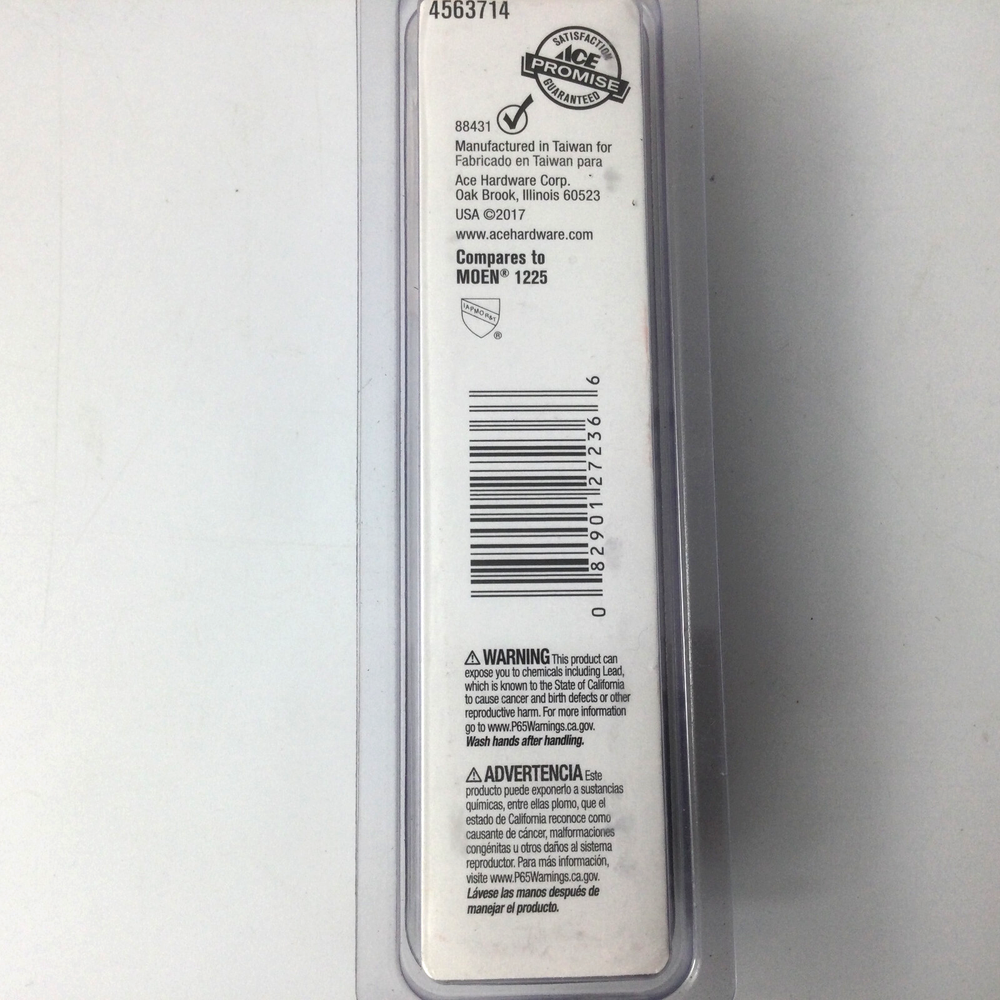 4563714
SATISFACTION
ACE
PROMISE
GUARANTEED
88431
Manufactured in Taiwan for
Fabricado en Taiwan para
Ace Hardware Corp.
Oak Brook, Illinois 60523
USA ©2017
www.acehardware.com
Compares to
MOEN® 1225
IAPMO R&T
®
0 82901 27236 6
⚠ WARNING This product can
expose you to chemicals including Lead,
which is known to the State of California
to cause cancer and birth defects or other
reproductive harm. For more information
go to www.P65Warnings.ca.gov.
Wash hands after handling.
⚠ ADVERTENCIA Este
producto puede exponerlo a sustancias
químicas, entre ellas plomo, que el
estado de California reconoce como
causante de cáncer, malformaciones
congénitas u otros daños al sistema
reproductor. Para más información,
visite www.P65Warnings.ca.gov.
Lávese las manos después de
manejar el producto.